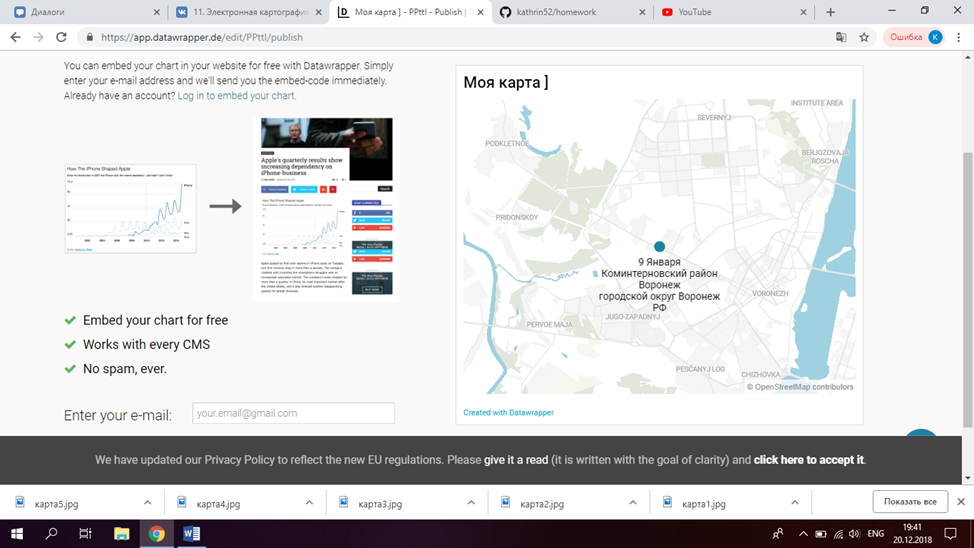 Диалоги
11. Электронная картография
Моя карта ] - PPttl - Publish |
kathrin52/homework
YouTube
https://app.datawrapper.de/edit/PPttl/publish
Ошибка
K
You can embed your chart in your website for free with Datawrapper. Simply
enter your e-mail address and we'll send you the embed-code immediately.
Already have an account? Log in to embed your chart.
How The iPhone Shaped Apple
Apple's quarterly results show
increasing dependency on
iPhone-business
Embed your chart for free
Works with every CMS
No spam, ever.
Enter your e-mail:
your.email@gmail.com
Моя карта ]
INSTITUTE AREA
SEVERNYJ
PODKLETNOE
BERJOZOVAJA
ROSCHA
PRIDONSKOY
9 Января
Коминтерновский район
Воронеж
городской округ Воронеж
РФ
VORONEZH
JUGO-ZAPADNYJ
PERVOE MAJA
PESČANYJ LOG
CHIZHOVKA
© OpenStreetMap contributors
Created with Datawrapper
We have updated our Privacy Policy to reflect the new EU regulations. Please give it a read (it is written with the goal of clarity) and click here to accept it.
карта5.jpg
карта4.jpg
карта3.jpg
карта2.jpg
карта1.jpg
Показать все
ENG
19:41
20.12.2018